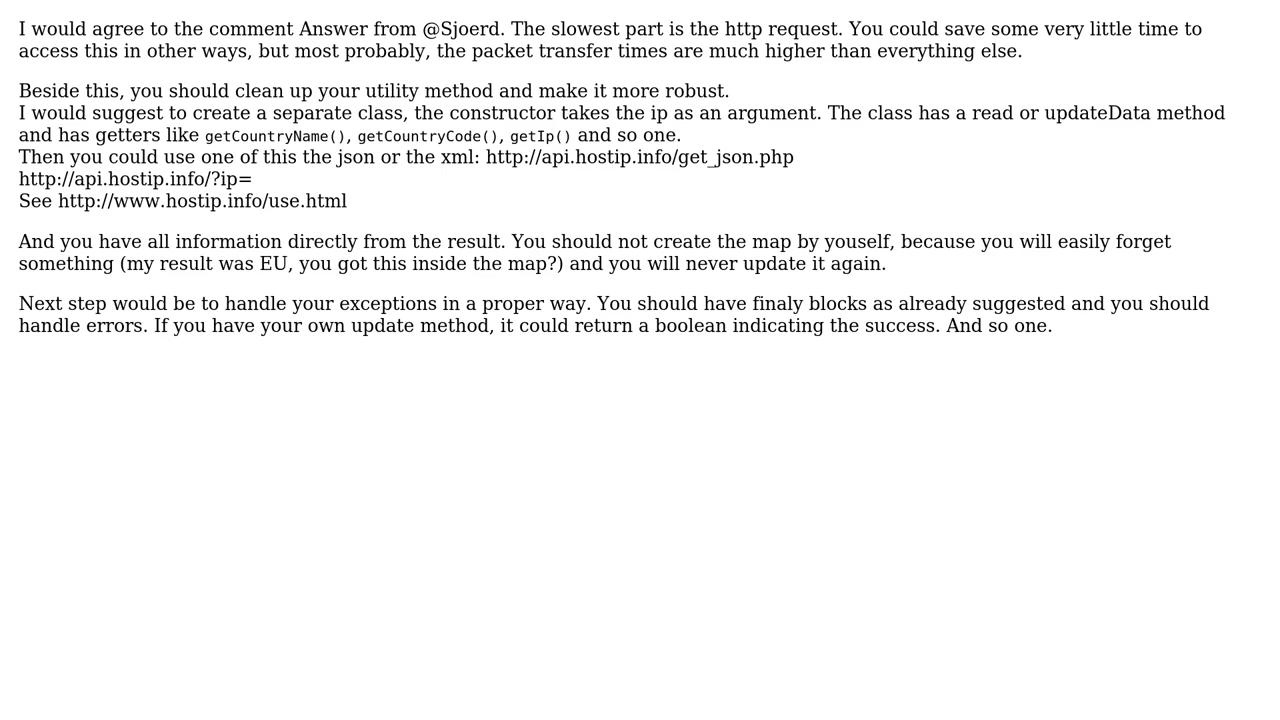 I would agree to the comment Answer from @Sjoerd. The slowest part is the http request. You could save some very little time to
access this in other ways, but most probably, the packet transfer times are much higher than everything else.
Beside this, you should clean up your utility method and make it more robust.
I would suggest to create a separate class, the constructor takes the ip as an argument. The class has a read or updateData method
and has getters like getCountryName(), getCountryCode(), getIp() and so one.
Then you could use one of this the json or the xml: http://api.hostip.info/get_json.php
http://api.hostip.info/?ip=
See http://www.hostip.info/use.html
And you have all information directly from the result. You should not create the map by youself, because you will easily forget
something (my result was EU, you got this inside the map?) and you will never update it again.
Next step would be to handle your exceptions in a proper way. You should have finaly blocks as already suggested and you should
handle errors. If you have your own update method, it could return a boolean indicating the success. And so one.